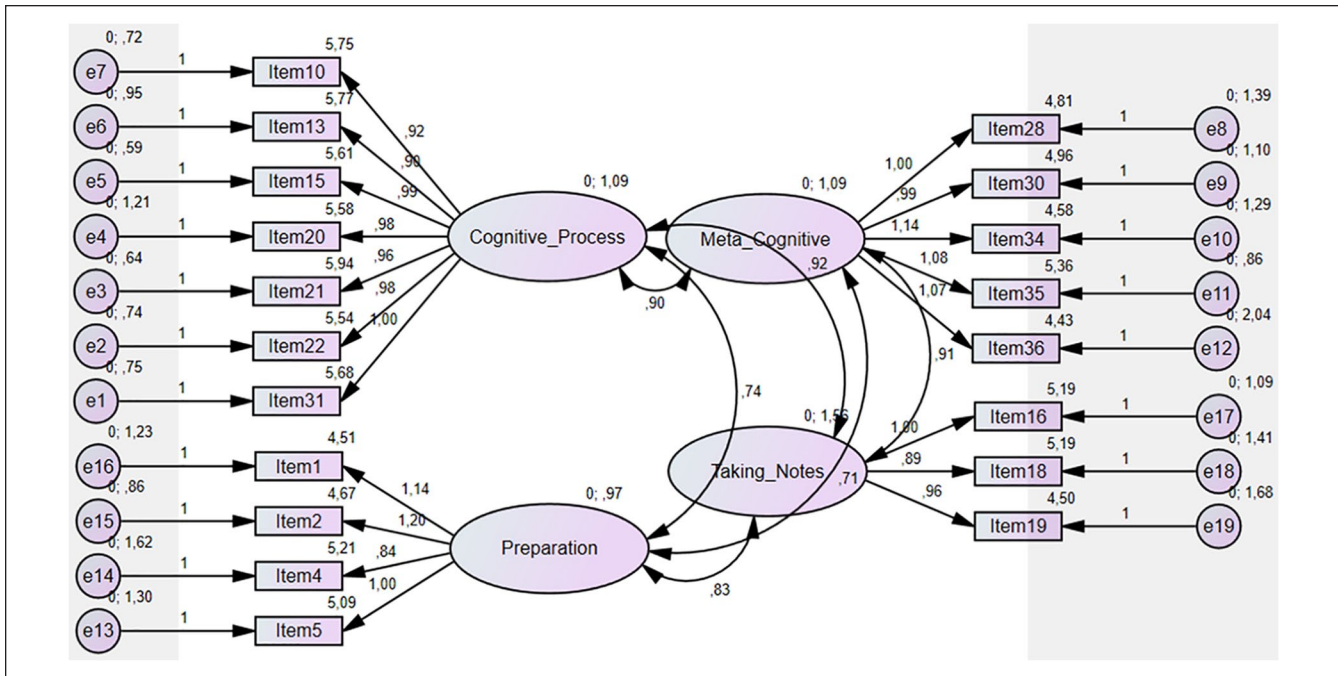 0; ,72
e7
1
5,75
Item10
0; ,95
e6
1
5,77
Item13
0; ,59
e5
1
5,61
Item15
0; 1,21
e4
1
5,58
Item20
0; ,64
e3
1
5,94
Item21
0; ,74
e2
1
5,54
Item22
0; ,75
e1
1
5,68
Item31
,92
,90
,99
,98
,96
,98
1,00
0; 1,09
Cognitive_Process
0; 1,23
e16
1
4,51
Item1
0; ,86
e15
1
4,67
Item2
0; 1,62
e14
1
5,21
Item4
0; 1,30
e13
1
5,09
Item5
1,14
1,20
,84
1,00
0; ,97
Preparation
0; 1,09
Meta_Cognitive
,92
,90
,74
,91
,71
,83
0; 1,56
Taking_Notes
1,00
,99
1,14
1,08
1,07
4,81
Item28
1
0; 1,39
e8
4,96
Item30
1
0; 1,10
e9
4,58
Item34
1
0; 1,29
e10
5,36
Item35
1
0; ,86
e11
4,43
Item36
1
0; 2,04
e12
1,00
,89
,96
5,19
Item16
1
0; 1,09
e17
5,19
Item18
1
0; 1,41
e18
4,50
Item19
1
0; 1,68
e19